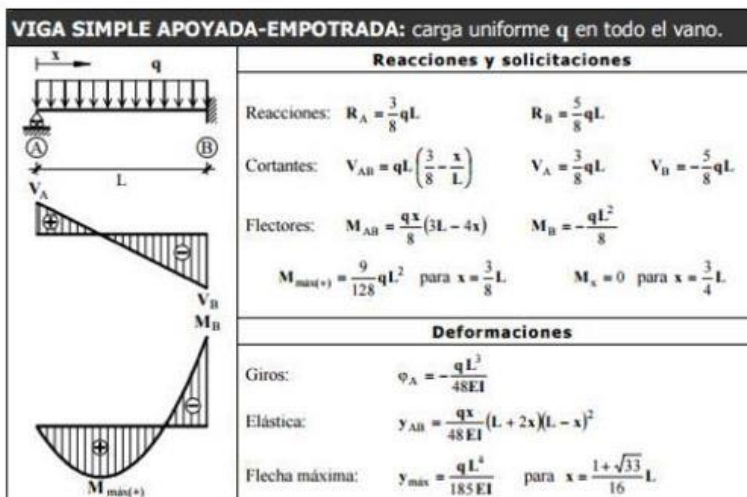 VIGA SIMPLE APOYADA-EMPOTRADA: carga uniforme q en todo el vano.
x
q
A
B
L
V_A
+
−
V_B
M_B
−
+
M_máx(+)
Reacciones y solicitaciones
Reacciones: R_A = 3/8 qL R_B = 5/8 qL
Cortantes: V_AB = qL(3/8 − x/L) V_A = 3/8 qL V_B = −5/8 qL
Flectores: M_AB = qx/8 (3L − 4x) M_B = −qL²/8
M_máx(+) = 9/128 qL² para x = 3/8 L M_x = 0 para x = 3/4 L
Deformaciones
Giros: φ_A = −qL³/48EI
Elástica: y_AB = qx/48EI (L + 2x)(L − x)²
Flecha máxima: y_máx = qL⁴/185EI para x = (1 + √33)/16 L